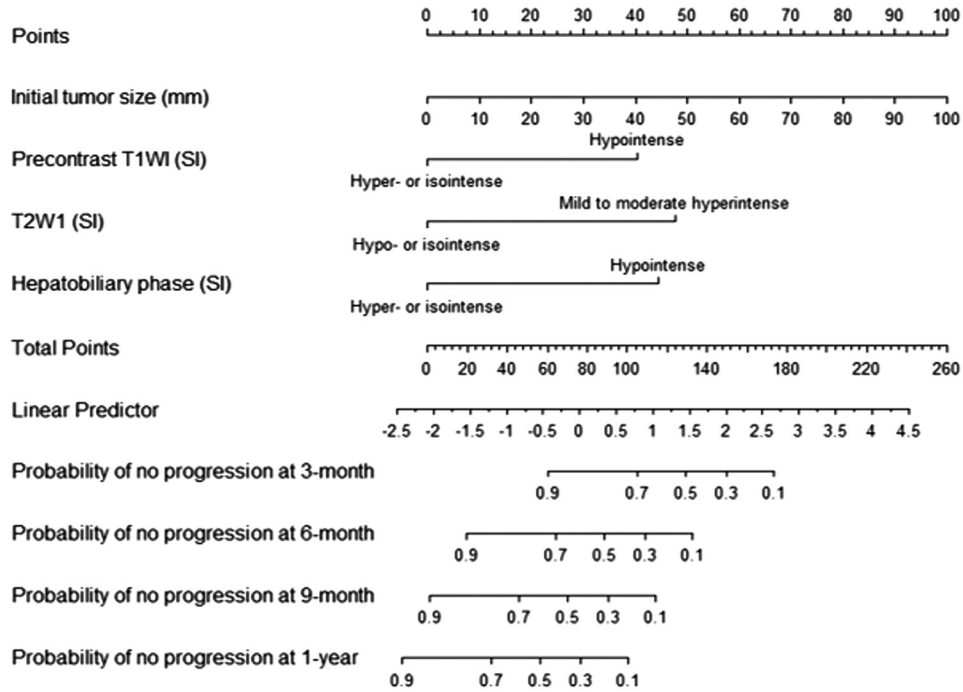 0 10 20 30 40 50 60 70 80 90 100
Points
Initial tumor size (mm)
0 10 20 30 40 50 60 70 80 90 100
Hypointense
Precontrast T1WI (SI)
Hyper- or isointense
Mild to moderate hyperintense
T2W1 (SI)
Hypo- or isointense
Hypointense
Hepatobiliary phase (SI)
Hyper- or isointense
Total Points
0 20 40 60 80 100 140 180 220 260
Linear Predictor
-2.5 -2 -1.5 -1 -0.5 0 0.5 1 1.5 2 2.5 3 3.5 4 4.5
Probability of no progression at 3-month
0.9 0.7 0.5 0.3 0.1
Probability of no progression at 6-month
0.9 0.7 0.5 0.3 0.1
Probability of no progression at 9-month
0.9 0.7 0.5 0.3 0.1
Probability of no progression at 1-year
0.9 0.7 0.5 0.3 0.1